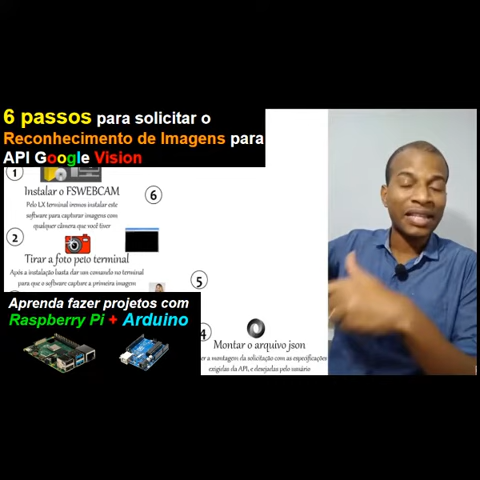 6 passos para solicitar o
Reconhecimento de Imagens para
API Google Vision
1
Instalar o FSWEBCAM
Pelo LX terminal iremos instalar este
software para capturar imagens com
qualquer câmera que você tiver
6
2
Tirar a foto pelo terminal
Após a instalação basta dar um comando no terminal
para que o software capture a primeira imagem
5
Aprenda fazer projetos com
Raspberry Pi + Arduino
4
Montar o arquivo json
a montagem da solicitação com as especificações
exigidas da API, e desejadas pelo usuário